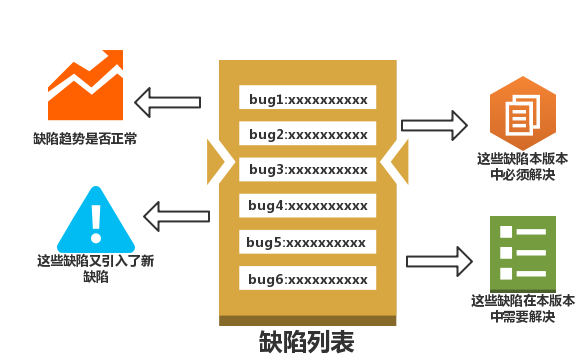 缺陷趋势是否正常
这些缺陷又引入了新
缺陷
bug1:xxxxxxxxxx
bug2:xxxxxxxxxx
bug3:xxxxxxxxxx
bug4:xxxxxxxxxx
bug5:xxxxxxxxxx
bug6:xxxxxxxxxx
缺陷列表
这些缺陷本版本
中必须解决
这些缺陷在本版本
中需要解决